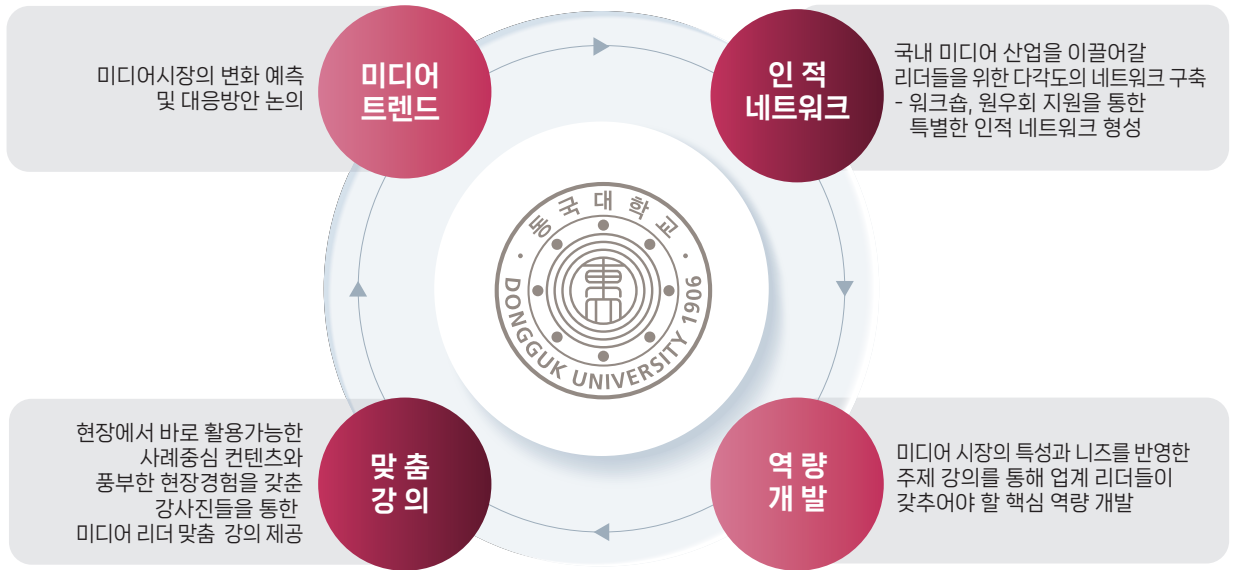 미디어시장의 변화 예측
및 대응방안 논의
미디어
트렌드
인 적
네트워크
국내 미디어 산업을 이끌어갈
리더들을 위한 다각도의 네트워크 구축
- 워크숍, 원우회 지원을 통한
특별한 인적 네트워크 형성
· 동국대학교 ·
DONGGUK UNIVERSITY 1906
현장에서 바로 활용가능한
사례중심 컨텐츠와
풍부한 현장경험을 갖춘
강사진들을 통한
미디어 리더 맞춤 강의 제공
맞 춤
강 의
역 량
개 발
미디어 시장의 특성과 니즈를 반영한
주제 강의를 통해 업계 리더들이
갖추어야 할 핵심 역량 개발